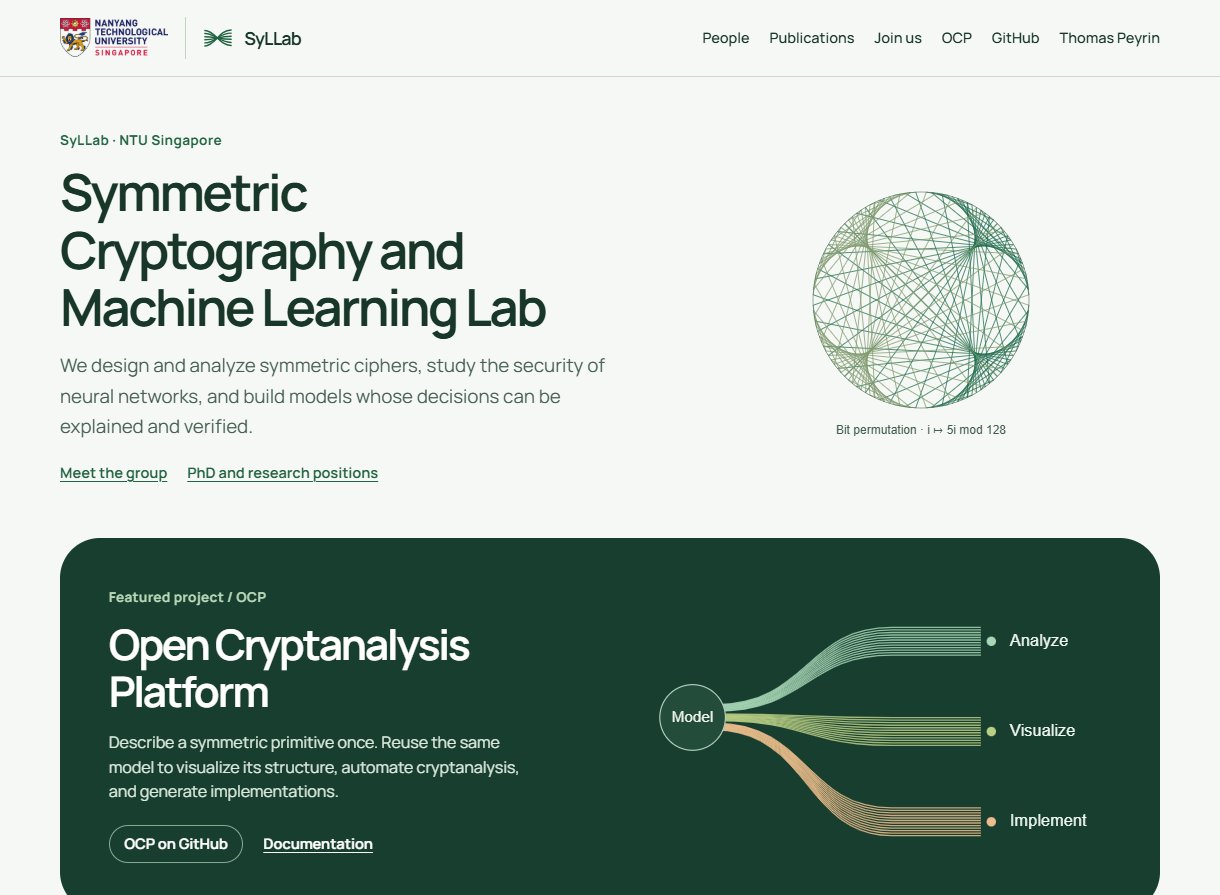 NANYANG
TECHNOLOGICAL
UNIVERSITY
SINGAPORE
SyLLab
People Publications Join us OCP GitHub Thomas Peyrin
SyLLab · NTU Singapore
Symmetric
Cryptography and
Machine Learning Lab
We design and analyze symmetric ciphers, study the security of
neural networks, and build models whose decisions can be
explained and verified.
Meet the group PhD and research positions
Bit permutation · i ↦ 5i mod 128
Featured project / OCP
Open Cryptanalysis
Platform
Describe a symmetric primitive once. Reuse the same
model to visualize its structure, automate cryptanalysis,
and generate implementations.
OCP on GitHub Documentation
Model
Analyze
Visualize
Implement